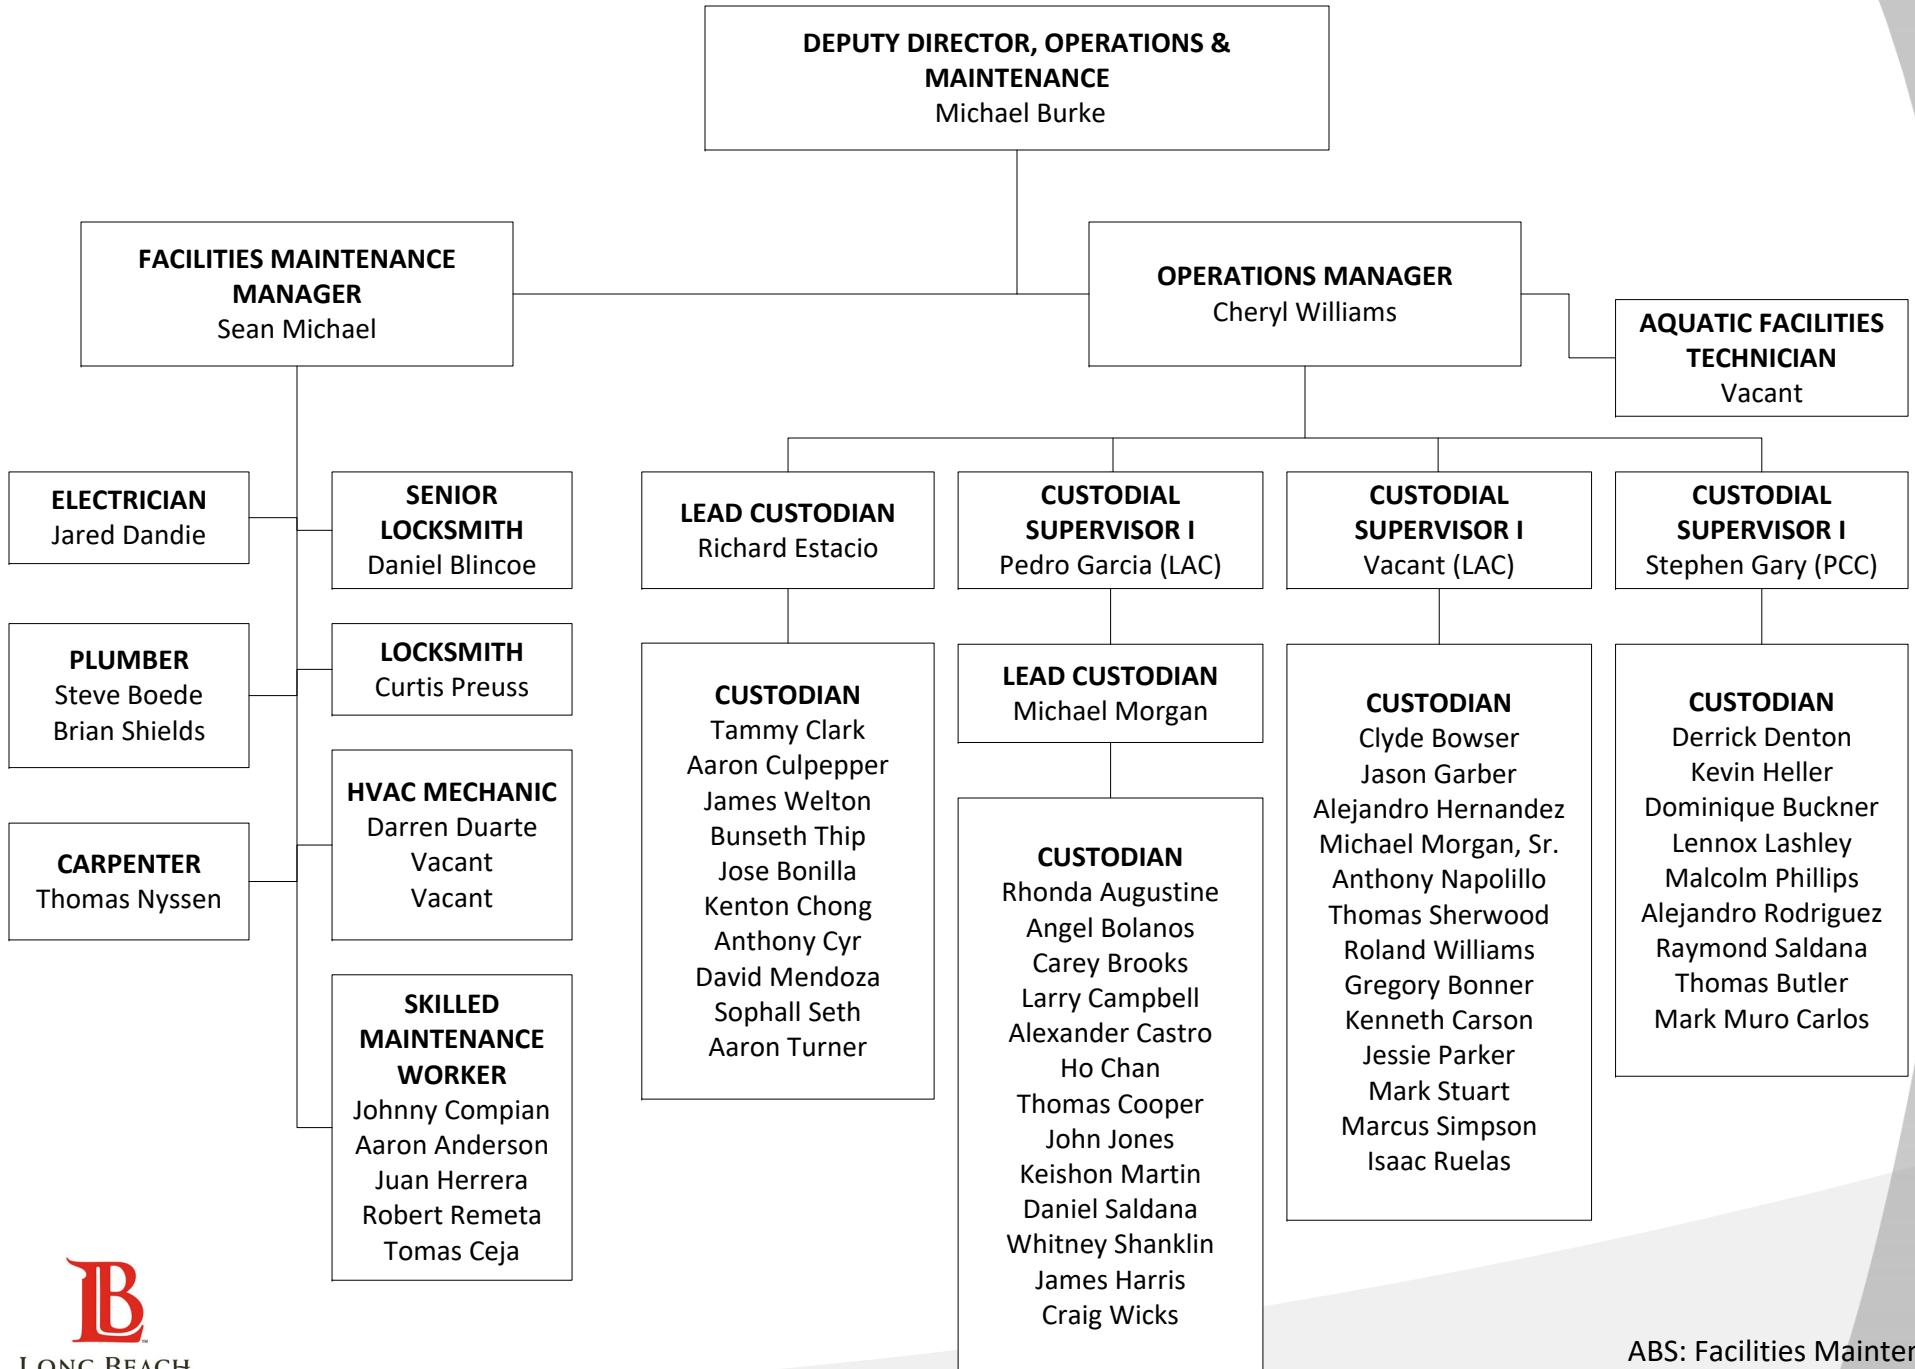 DEPUTY DIRECTOR, OPERATIONS &
MAINTENANCE
Michael Burke
FACILITIES MAINTENANCE
MANAGER
Sean Michael
OPERATIONS MANAGER
Cheryl Williams
AQUATIC FACILITIES
TECHNICIAN
Vacant
ELECTRICIAN
Jared Dandie
SENIOR
LOCKSMITH
Daniel Blincoe
PLUMBER
Steve Boede
Brian Shields
LOCKSMITH
Curtis Preuss
CARPENTER
Thomas Nyssen
HVAC MECHANIC
Darren Duarte
Vacant
Vacant
SKILLED
MAINTENANCE
WORKER
Johnny Compian
Aaron Anderson
Juan Herrera
Robert Remeta
Tomas Ceja
LEAD CUSTODIAN
Richard Estacio
CUSTODIAN
Tammy Clark
Aaron Culpepper
James Welton
Bunseth Thip
Jose Bonilla
Kenton Chong
Anthony Cyr
David Mendoza
Sophall Seth
Aaron Turner
CUSTODIAL
SUPERVISOR I
Pedro Garcia (LAC)
LEAD CUSTODIAN
Michael Morgan
CUSTODIAN
Rhonda Augustine
Angel Bolanos
Carey Brooks
Larry Campbell
Alexander Castro
Ho Chan
Thomas Cooper
John Jones
Keishon Martin
Daniel Saldana
Whitney Shanklin
James Harris
Craig Wicks
CUSTODIAL
SUPERVISOR I
Vacant (LAC)
CUSTODIAN
Clyde Bowser
Jason Garber
Alejandro Hernandez
Michael Morgan, Sr.
Anthony Napolillo
Thomas Sherwood
Roland Williams
Gregory Bonner
Kenneth Carson
Jessie Parker
Mark Stuart
Marcus Simpson
Isaac Ruelas
CUSTODIAL
SUPERVISOR I
Stephen Gary (PCC)
CUSTODIAN
Derrick Denton
Kevin Heller
Dominique Buckner
Lennox Lashley
Malcolm Phillips
Alejandro Rodriguez
Raymond Saldana
Thomas Butler
Mark Muro Carlos
LB
LONG BEACH
ABS: Facilities